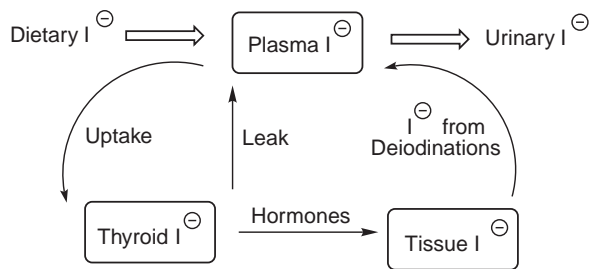 Dietary I⊖
Plasma I⊖
Urinary I⊖
Uptake
Leak
I⊖ from
Deiodinations
Thyroid I⊖
Hormones
Tissue I⊖